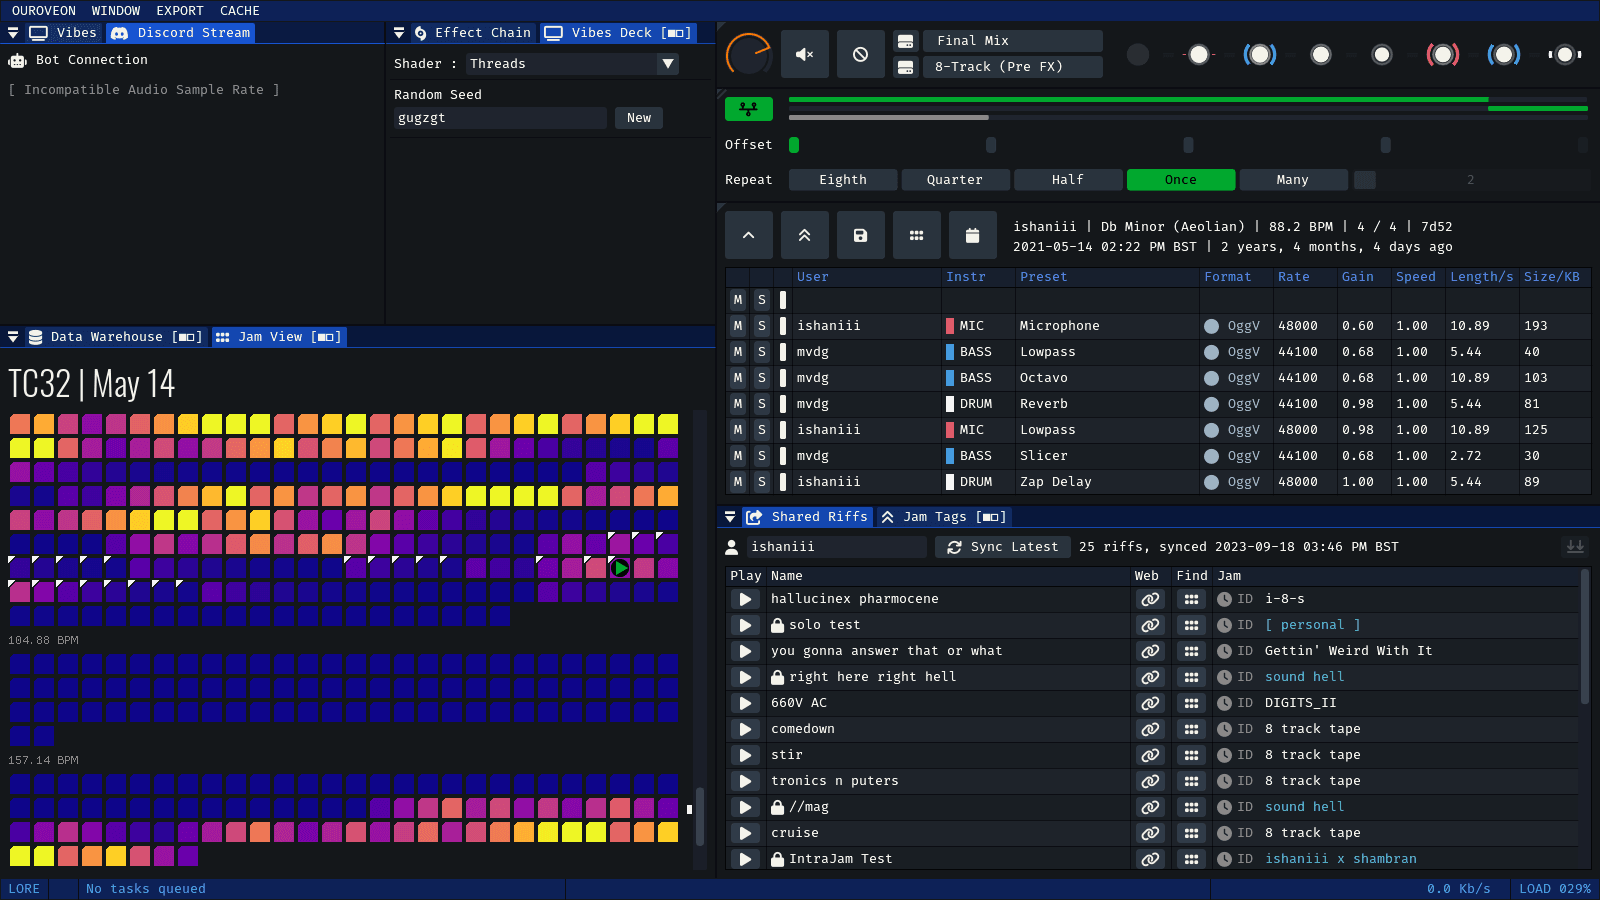 OUROVEON WINDOW EXPORT CACHE
Vibes Discord Stream
Bot Connection
[ Incompatible Audio Sample Rate ]
Effect Chain Vibes Deck [■□]
Shader : Threads
Random Seed
gugzgt New
Final Mix
8-Track (Pre FX)
Offset
Repeat Eighth Quarter Half Once Many 2
ishaniii | Db Minor (Aeolian) | 88.2 BPM | 4 / 4 | 7d52
2021-05-14 02:22 PM BST | 2 years, 4 months, 4 days ago
User Instr Preset Format Rate Gain Speed Length/s Size/KB
M S
M S ishaniii MIC Microphone OggV 48000 0.60 1.00 10.89 193
M S mvdg BASS Lowpass OggV 44100 0.68 1.00 5.44 40
M S mvdg BASS Octavo OggV 44100 0.68 1.00 10.89 103
M S mvdg DRUM Reverb OggV 44100 0.98 1.00 5.44 81
M S ishaniii MIC Lowpass OggV 48000 0.98 1.00 10.89 125
M S mvdg BASS Slicer OggV 44100 0.68 1.00 2.72 30
M S ishaniii DRUM Zap Delay OggV 48000 1.00 1.00 5.44 89
Data Warehouse [■□] Jam View [■□]
TC32 | May 14
104.88 BPM
157.14 BPM
Shared Riffs Jam Tags [■□]
ishaniii Sync Latest 25 riffs, synced 2023-09-18 03:46 PM BST
Play Name Web Find Jam
hallucinex pharmocene ID i-8-s
solo test ID [ personal ]
you gonna answer that or what ID Gettin' Weird With It
right here right hell ID sound hell
660V AC ID DIGITS_II
comedown ID 8 track tape
stir ID 8 track tape
tronics n puters ID 8 track tape
//mag ID sound hell
cruise ID 8 track tape
IntraJam Test ID ishaniii x shambran
LORE No tasks queued 0.0 Kb/s LOAD 029%